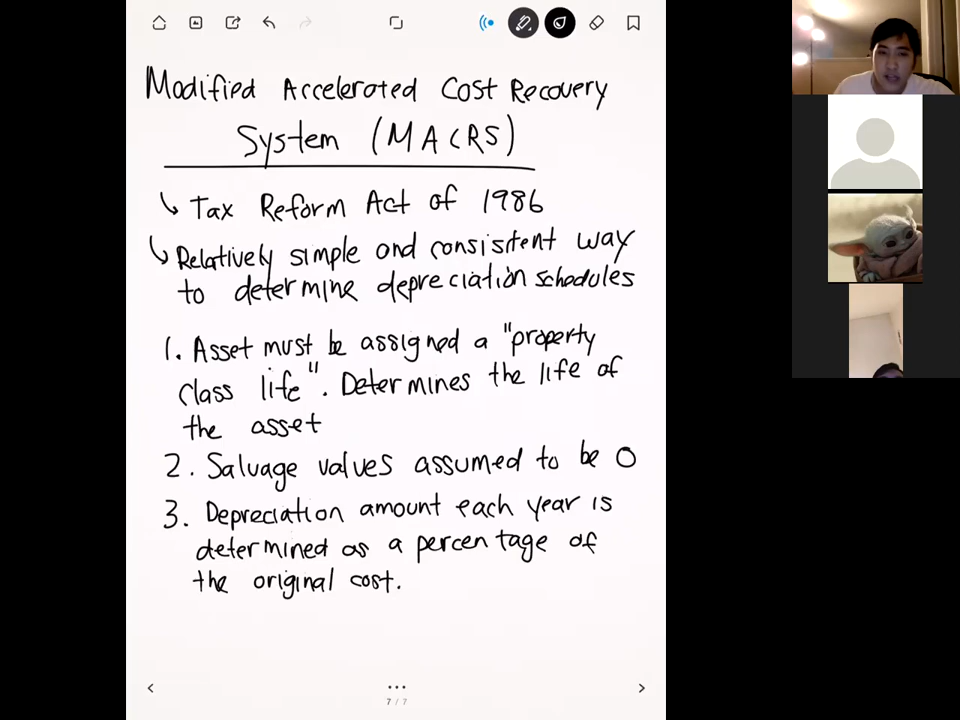 Modified Accelerated Cost Recovery
System (MACRS)
↳ Tax Reform Act of 1986
↳ Relatively simple and consistent way
to determine depreciation schedules
1. Asset must be assigned a "property
class life". Determines the life of
the asset
2. Salvage values assumed to be 0
3. Depreciation amount each year is
determined as a percentage of
the original cost.
7 / 7